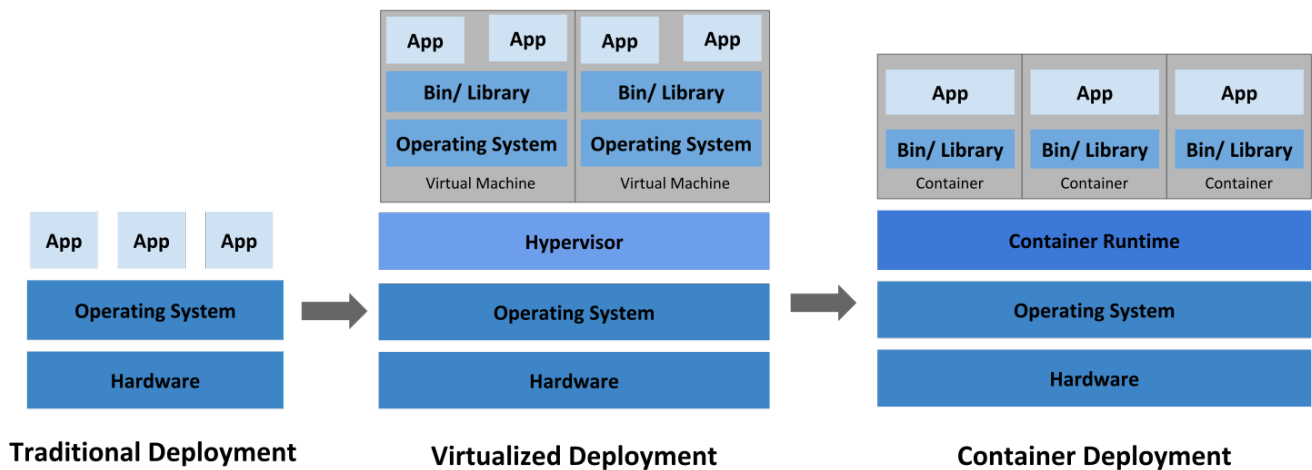 App
App
App
Operating System
Hardware
Traditional Deployment
App
App
Bin/ Library
Operating System
Virtual Machine
App
App
Bin/ Library
Operating System
Virtual Machine
Hypervisor
Operating System
Hardware
Virtualized Deployment
App
Bin/ Library
Container
App
Bin/ Library
Container
App
Bin/ Library
Container
Container Runtime
Operating System
Hardware
Container Deployment